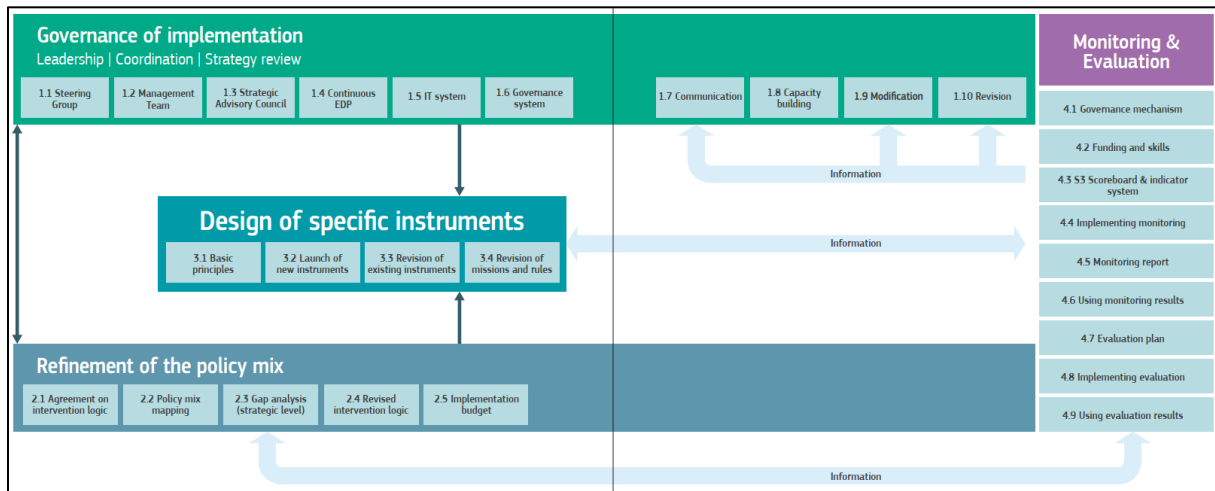 Governance of implementation
Leadership | Coordination | Strategy review
1.1 Steering
Group
1.2 Management
Team
1.3 Strategic
Advisory Council
1.4 Continuous
EDP
1.5 IT system
1.6 Governance
system
1.7 Communication
1.8 Capacity
building
1.9 Modification
1.10 Revision
Information
Design of specific instruments
3.1 Basic
principles
3.2 Launch of
new instruments
3.3 Revision of
existing instruments
3.4 Revision of
missions and rules
Information
Refinement of the policy mix
2.1 Agreement on
intervention logic
2.2 Policy mix
mapping
2.3 Gap analysis
(strategic level)
2.4 Revised
intervention logic
2.5 Implementation
budget
Information
Monitoring &
Evaluation
4.1 Governance mechanism
4.2 Funding and skills
4.3 S3 Scoreboard & indicator
system
4.4 Implementing monitoring
4.5 Monitoring report
4.6 Using monitoring results
4.7 Evaluation plan
4.8 Implementing evaluation
4.9 Using evaluation results